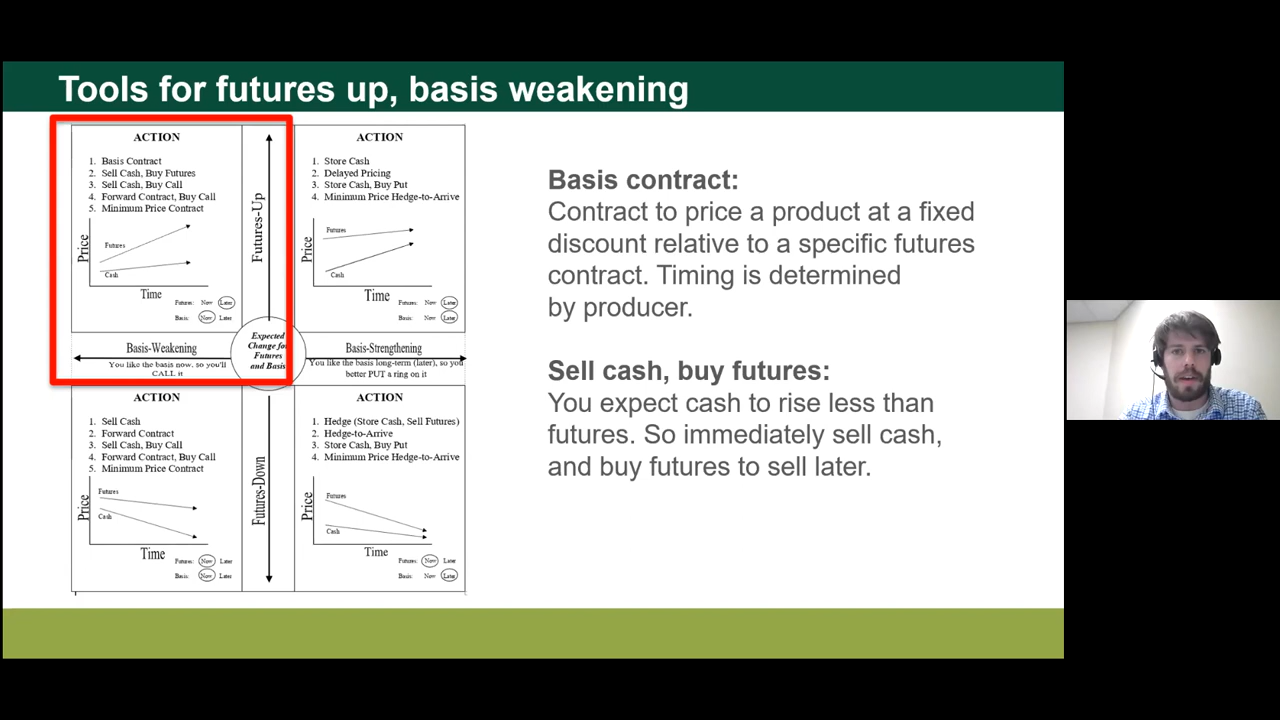 Tools for futures up, basis weakening
ACTION
1. Basis Contract
2. Sell Cash, Buy Futures
3. Sell Cash, Buy Call
4. Forward Contract, Buy Call
5. Minimum Price Contract
Price
Futures
Cash
Time
Futures: Now Later
Basis: Now Later
Futures-Up
ACTION
1. Store Cash
2. Delayed Pricing
3. Store Cash, Buy Put
4. Minimum Price Hedge-to-Arrive
Price
Futures
Cash
Time
Futures: Now Later
Basis: Now Later
Basis-Weakening
You like the basis now, so you'll
CALL it
Expected
Change for
Futures
and Basis
Basis-Strengthening
You like the basis long-term (later), so you
better PUT a ring on it
ACTION
1. Sell Cash
2. Forward Contract
3. Sell Cash, Buy Call
4. Forward Contract, Buy Call
5. Minimum Price Contract
Price
Futures
Cash
Time
Futures: Now Later
Basis: Now Later
Futures-Down
ACTION
1. Hedge (Store Cash, Sell Futures)
2. Hedge-to-Arrive
3. Store Cash, Buy Put
4. Minimum Price Hedge-to-Arrive
Price
Futures
Cash
Time
Futures: Now Later
Basis: Now Later
Basis contract:
Contract to price a product at a fixed
discount relative to a specific futures
contract. Timing is determined
by producer.
Sell cash, buy futures:
You expect cash to rise less than
futures. So immediately sell cash,
and buy futures to sell later.